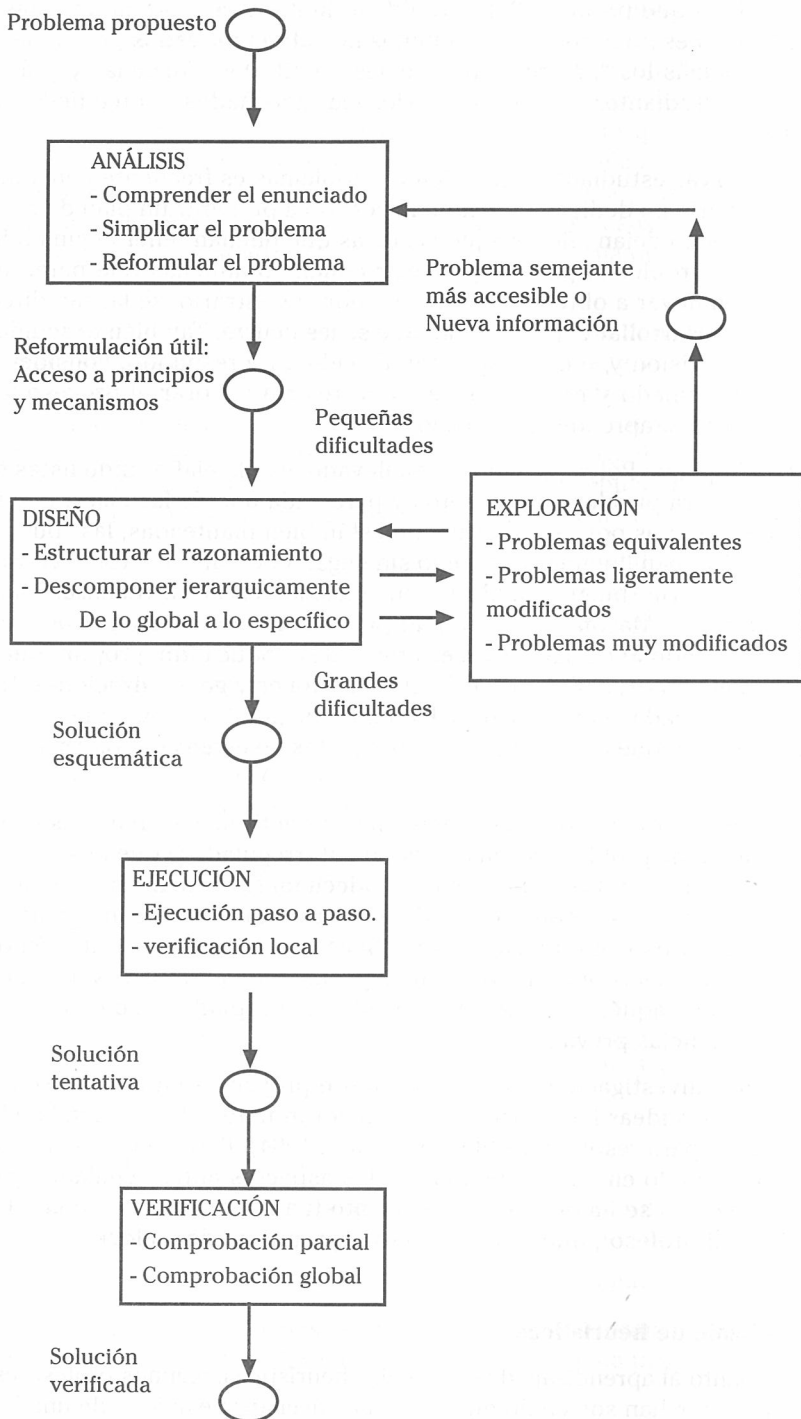 Problema propuesto
ANÁLISIS
- Comprender el enunciado
- Simplicar el problema
- Reformular el problema
Problema semejante
más accesible o
Nueva información
Reformulación útil:
Acceso a principios
y mecanismos
Pequeñas
dificultades
DISEÑO
- Estructurar el razonamiento
- Descomponer jerarquicamente
De lo global a lo específico
EXPLORACIÓN
- Problemas equivalentes
- Problemas ligeramente
modificados
- Problemas muy modificados
Grandes
dificultades
Solución
esquemática
EJECUCIÓN
- Ejecución paso a paso.
- verificación local
Solución
tentativa
VERIFICACIÓN
- Comprobación parcial
- Comprobación global
Solución
verificada